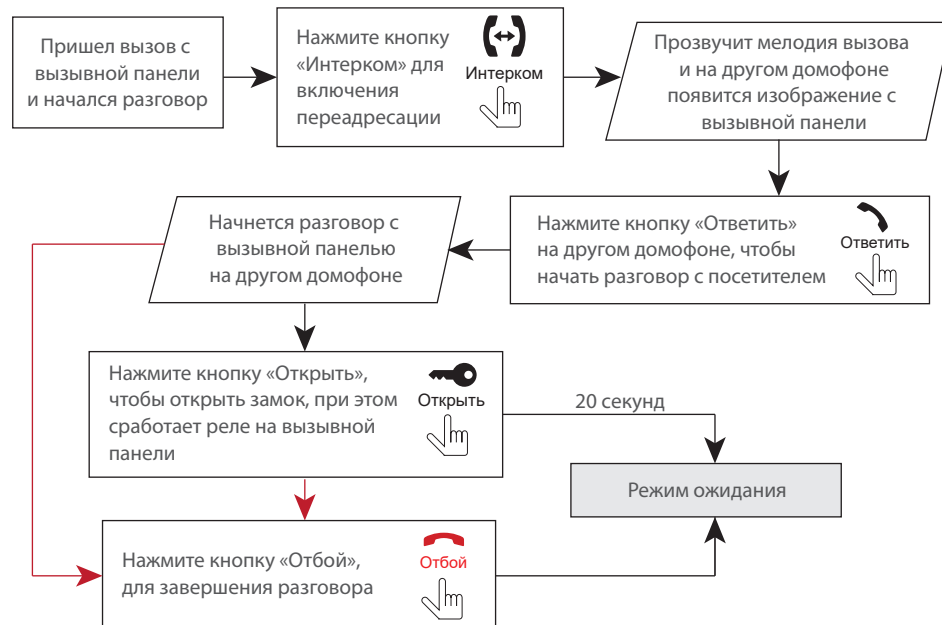 Пришел вызов с
вызывной панели
и начался разговор
Нажмите кнопку
«Интерком» для
включения
переадресации
Интерком
Прозвучит мелодия вызова
и на другом домофоне
появится изображение с
вызывной панели
Нажмите кнопку «Ответить»
на другом домофоне, чтобы
начать разговор с посетителем
Ответить
Начнется разговор с
вызывной панелью
на другом домофоне
Нажмите кнопку «Открыть»,
чтобы открыть замок, при этом
сработает реле на вызывной
панели
Открыть
20 секунд
Режим ожидания
Нажмите кнопку «Отбой»,
для завершения разговора
Отбой